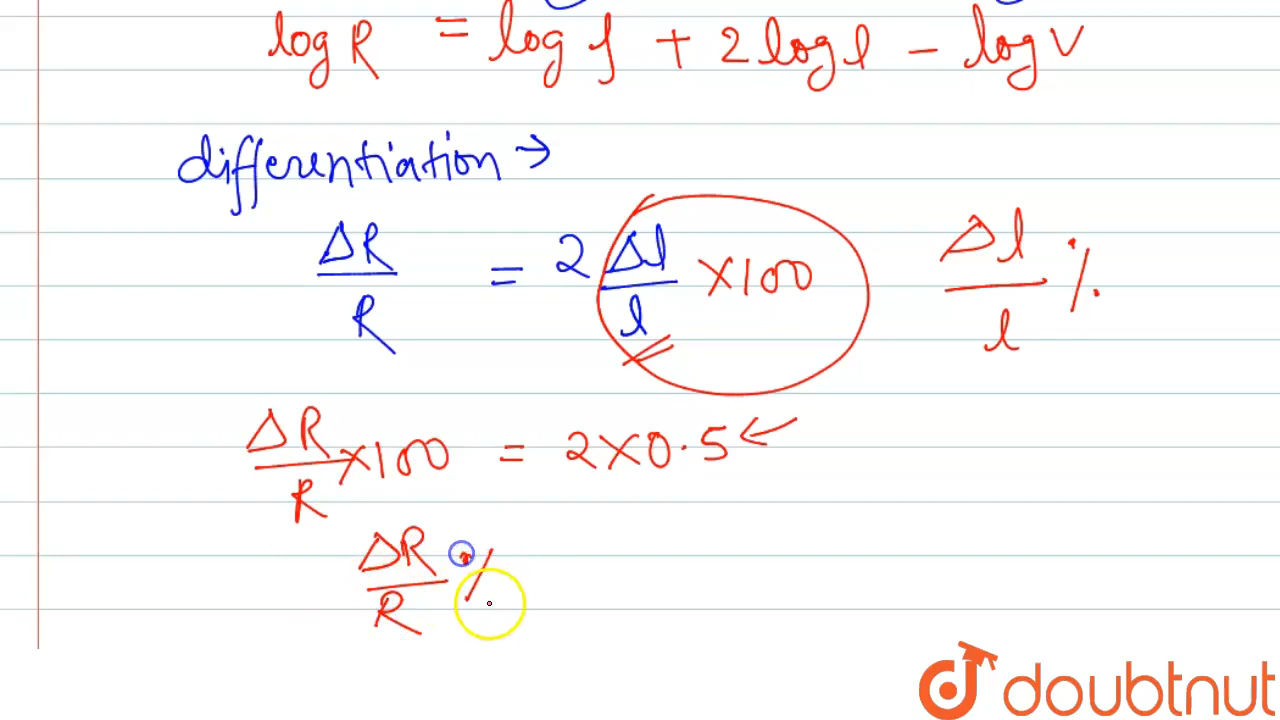 log R = log ρ + 2 log l - log V
differentiation →
ΔR/R = 2 Δl/l × 100 Δl/l %
ΔR/R × 100 = 2 × 0.5 ←
ΔR/R %
doubtnut